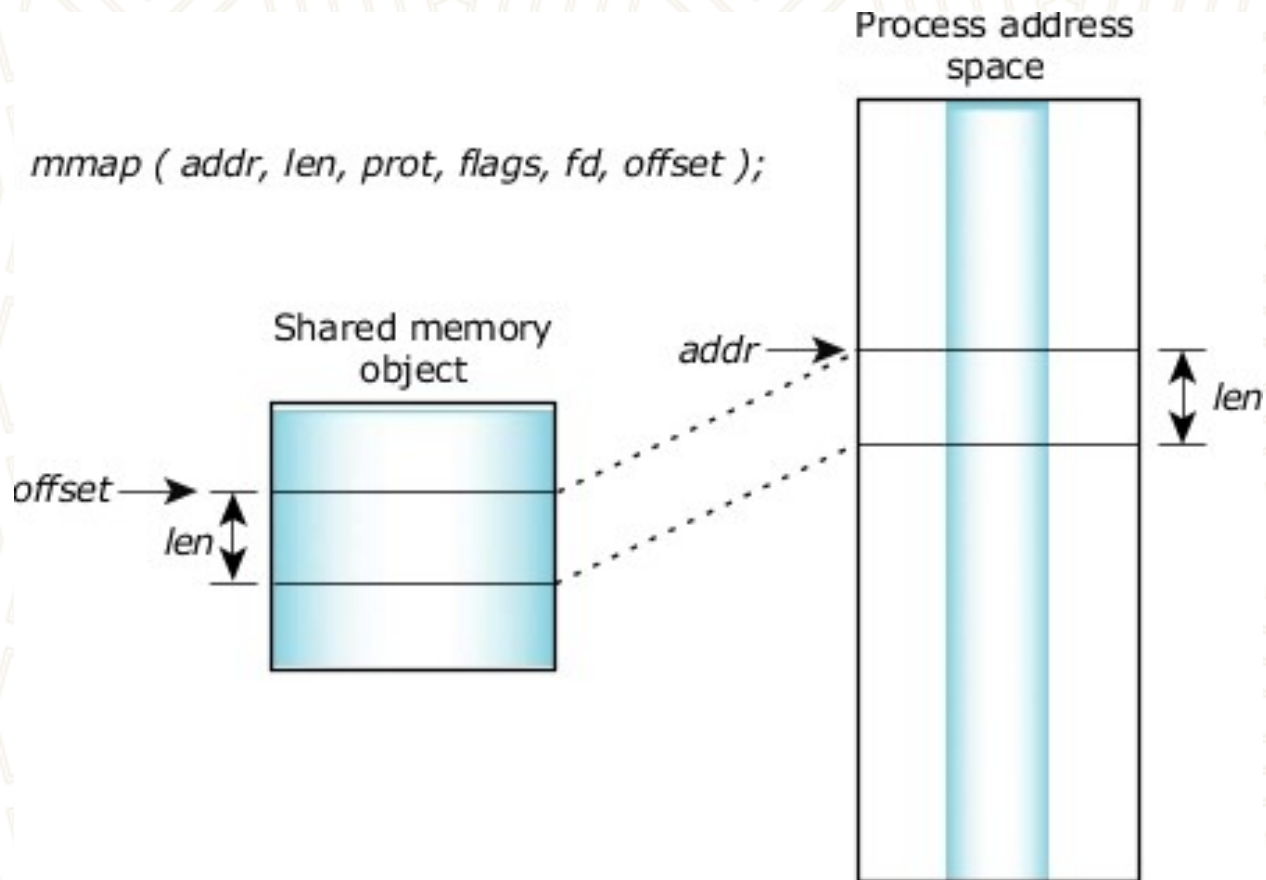 Process address
space
mmap ( addr, len, prot, flags, fd, offset );
Shared memory
object
addr
len
offset
len